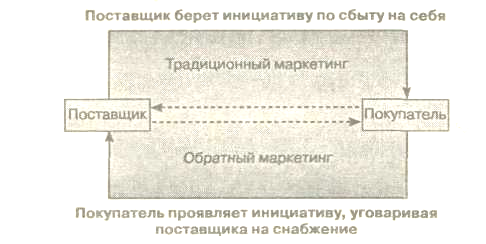 Поставщик берет инициативу по сбыту на себя
Традиционный маркетинг
Поставщик
Покупатель
Обратный маркетинг
Покупатель проявляет инициативу, уговаривая
поставщика на снабжение